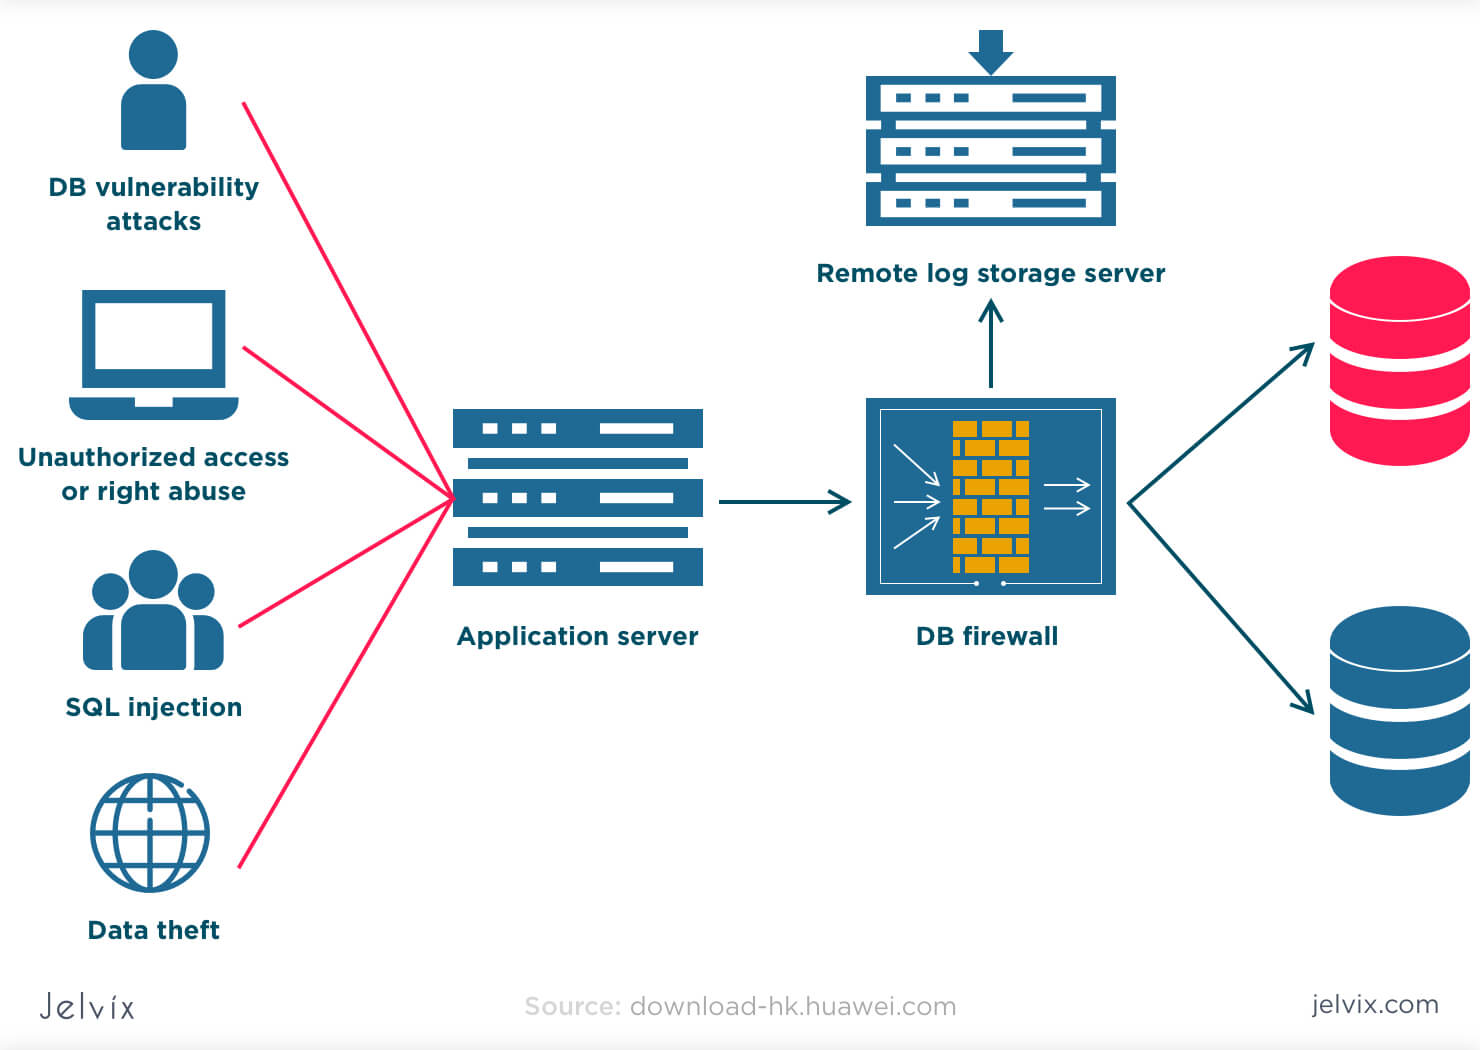 DB vulnerability
attacks
Unauthorized access
or right abuse
SQL injection
Data theft
Application server
Remote log storage server
DB firewall
Jelvix
Source: download-hk.huawei.com
jelvix.com